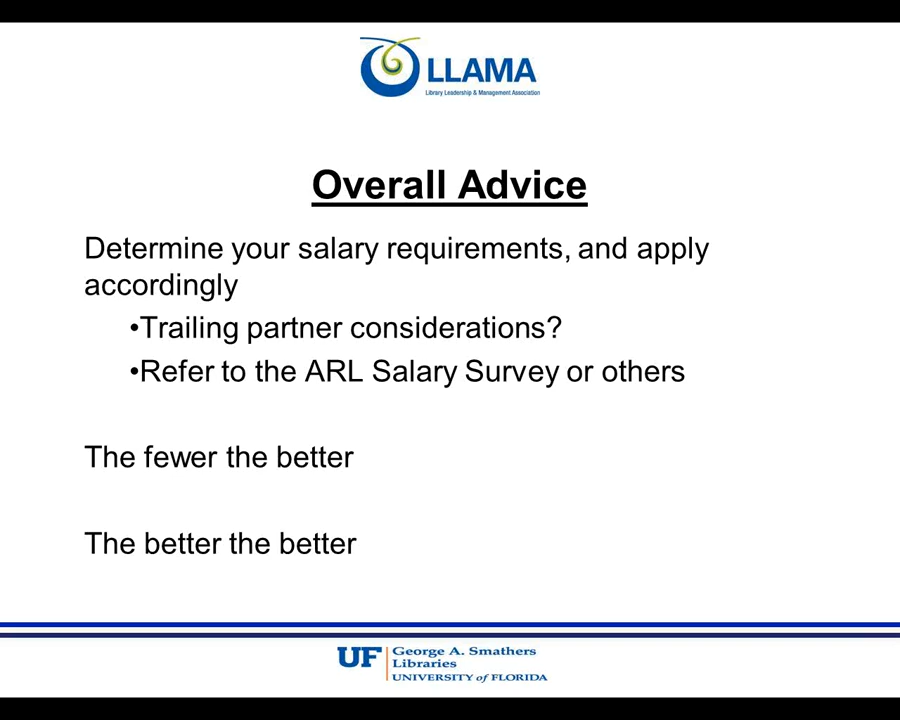 LLAMA
Library Leadership & Management Association
Overall Advice
Determine your salary requirements, and apply
accordingly
•Trailing partner considerations?
•Refer to the ARL Salary Survey or others
The fewer the better
The better the better
UF George A. Smathers
Libraries
UNIVERSITY of FLORIDA